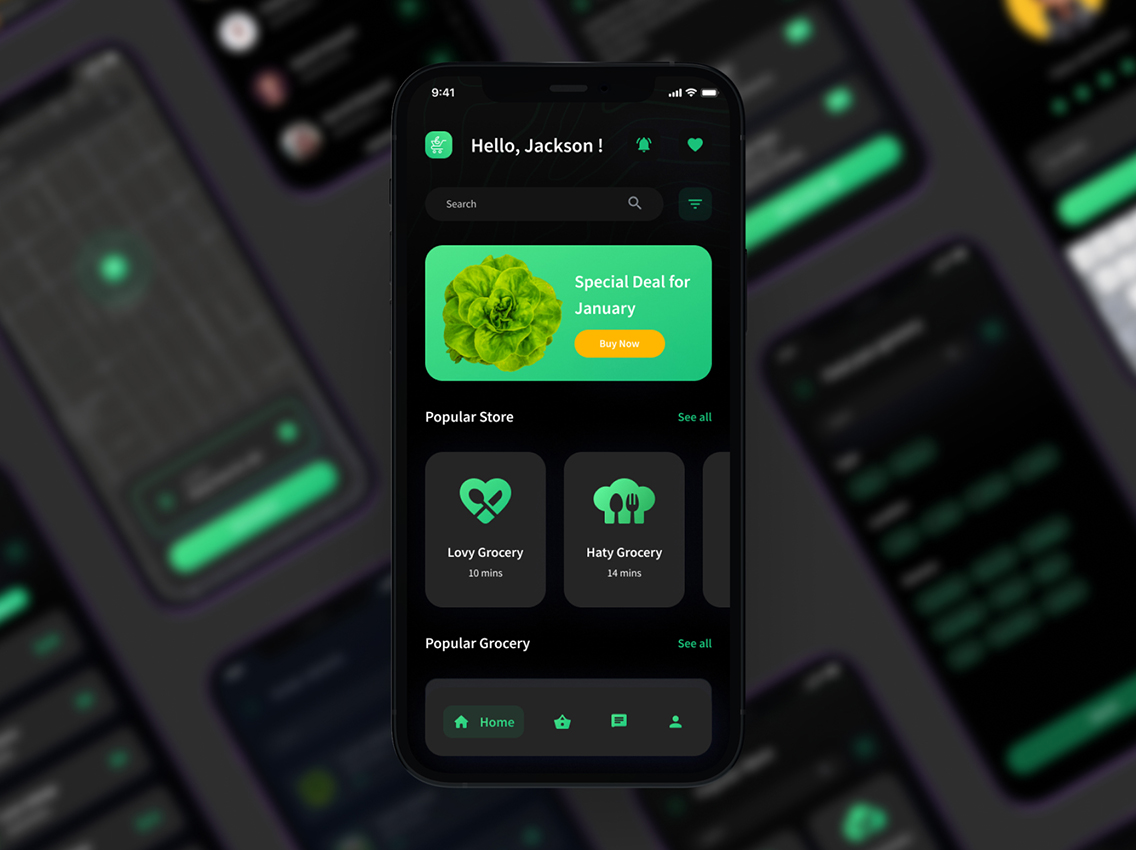 9:41
Hello, Jackson !
Search
Special Deal for
January
Buy Now
Popular Store
See all
Lovy Grocery
10 mins
Haty Grocery
14 mins
Popular Grocery
See all
Home